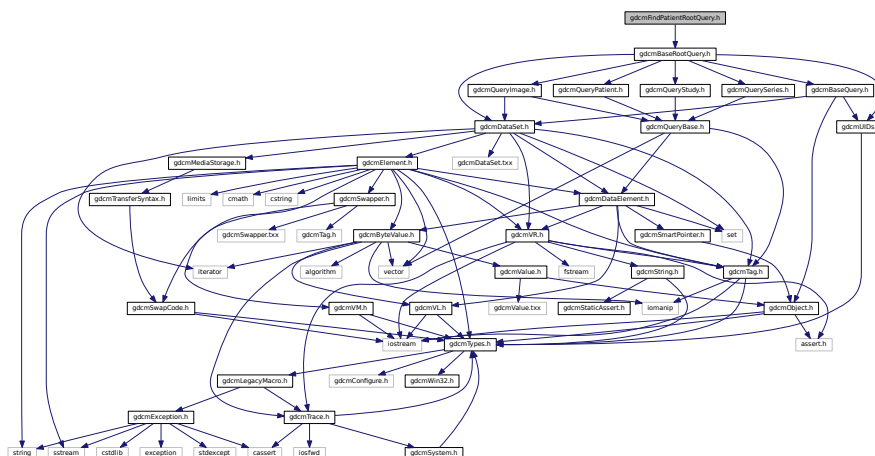 gdcmFindPatientRootQuery.h
gdcmBaseRootQuery.h
gdcmQueryImage.h gdcmQueryPatient.h gdcmQueryStudy.h gdcmQuerySeries.h gdcmBaseQuery.h
gdcmDataSet.h gdcmQueryBase.h gdcmUIDs
gdcmMediaStorage.h gdcmElement.h gdcmDataSet.txx
gdcmTransferSyntax.h limits cmath cstring gdcmSwapper.h gdcmDataElement.h
gdcmSwapper.txx gdcmTag.h gdcmByteValue.h gdcmVR.h gdcmSmartPointer.h set
iterator algorithm vector gdcmValue.h fstream gdcmString.h gdcmTag.h
gdcmSwapCode.h gdcmVM.h gdcmVL.h gdcmValue.txx gdcmStaticAssert.h iomanip gdcmObject.h
iostream gdcmTypes.h assert.h
gdcmLegacyMacro.h gdcmConfigure.h gdcmWin32.h
gdcmException.h gdcmTrace.h
string sstream cstdlib exception stdexcept cassert iosfwd gdcmSystem.h